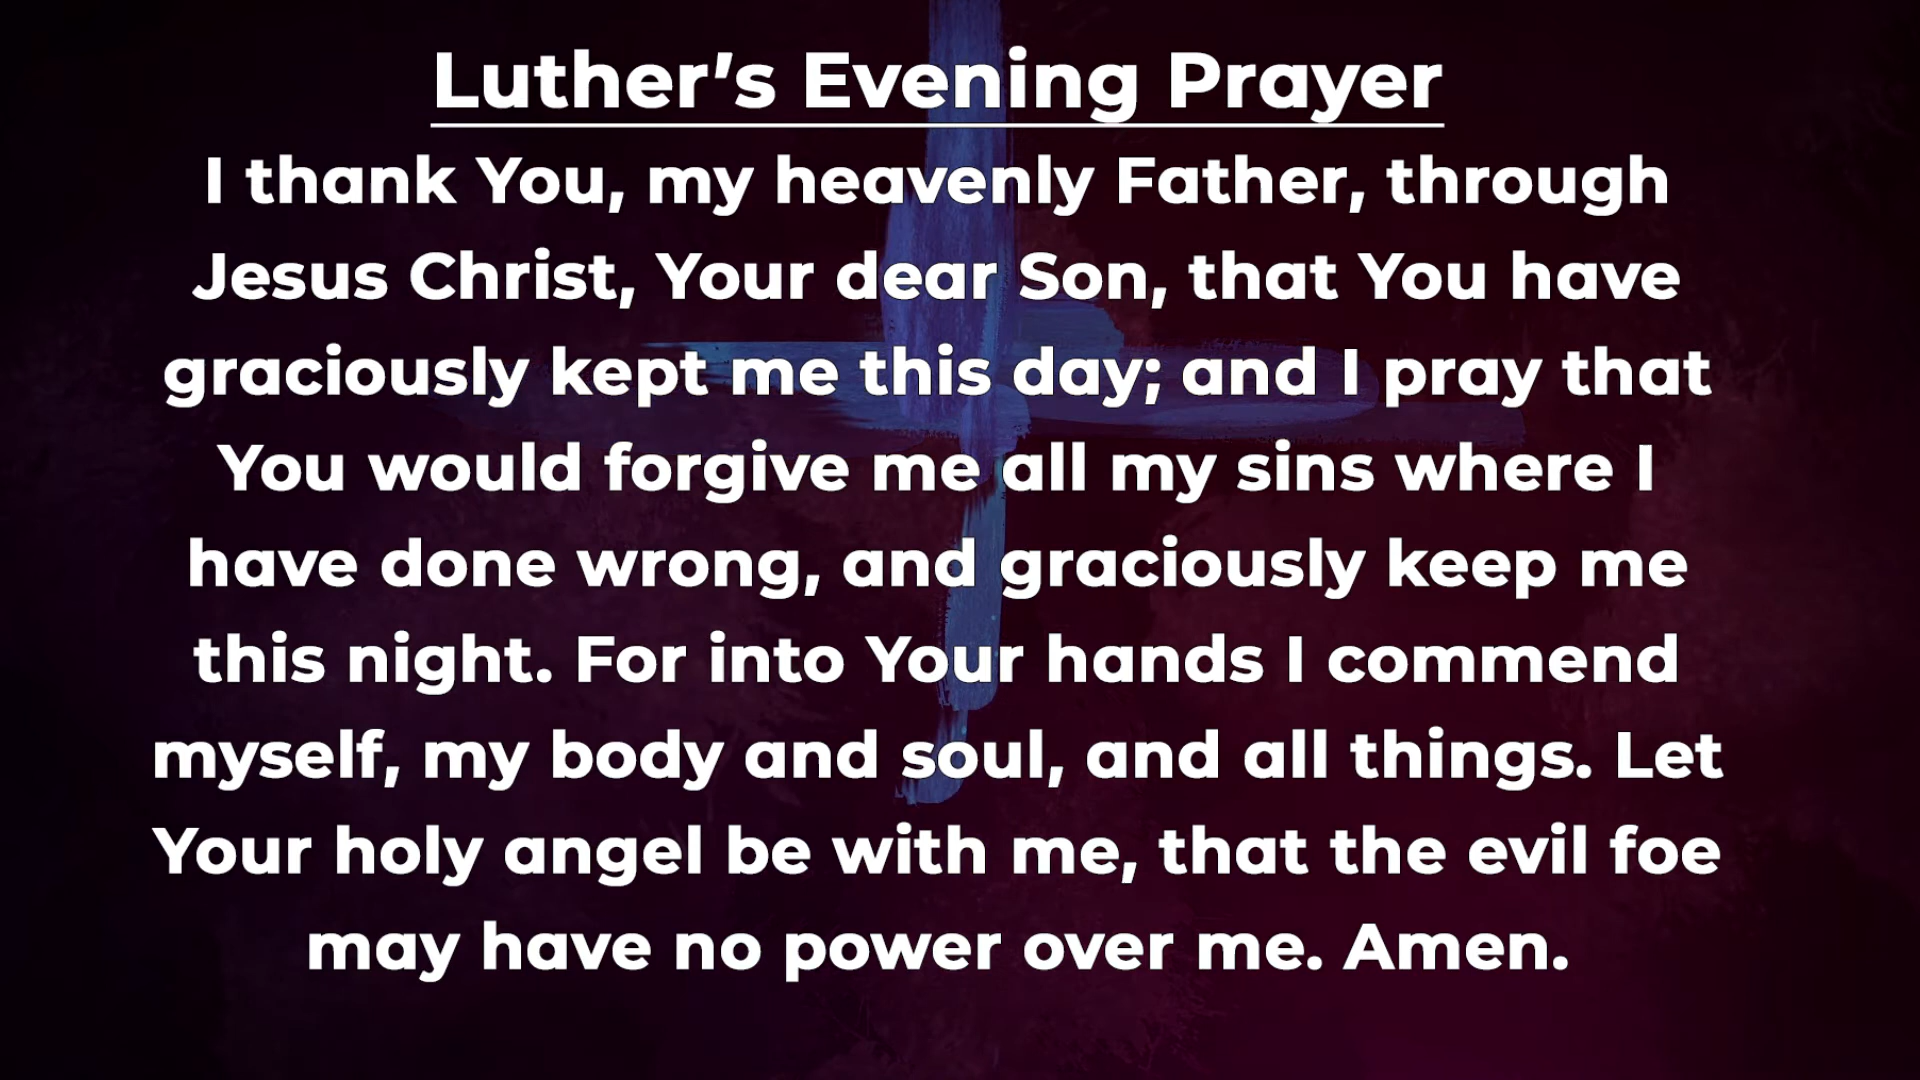 Luther’s Evening Prayer
I thank You, my heavenly Father, through
Jesus Christ, Your dear Son, that You have
graciously kept me this day; and I pray that
You would forgive me all my sins where I
have done wrong, and graciously keep me
this night. For into Your hands I commend
myself, my body and soul, and all things. Let
Your holy angel be with me, that the evil foe
may have no power over me. Amen.